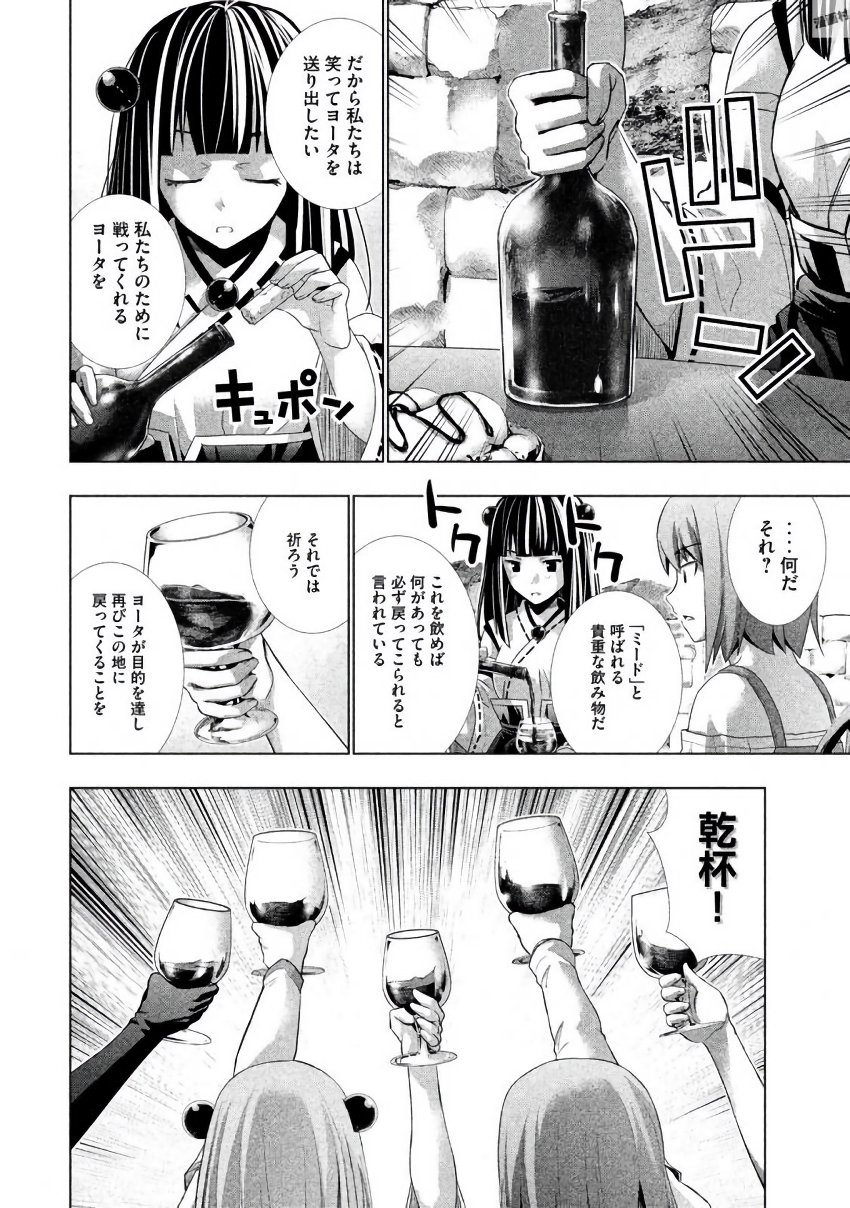 ドン
だから私たちは
笑ってヨータを
送り出したい
私たちのために
戦ってくれる
ヨータを
キュポン
‥‥何だ
それ？
「ミード」と
呼ばれる
貴重な飲み物だ
トク
トク
これを飲めば
何があっても
必ず戻ってこられると
言われている
それでは
祈ろう
ヨータが目的を達し
再びこの地に
戻ってくることを
乾杯！